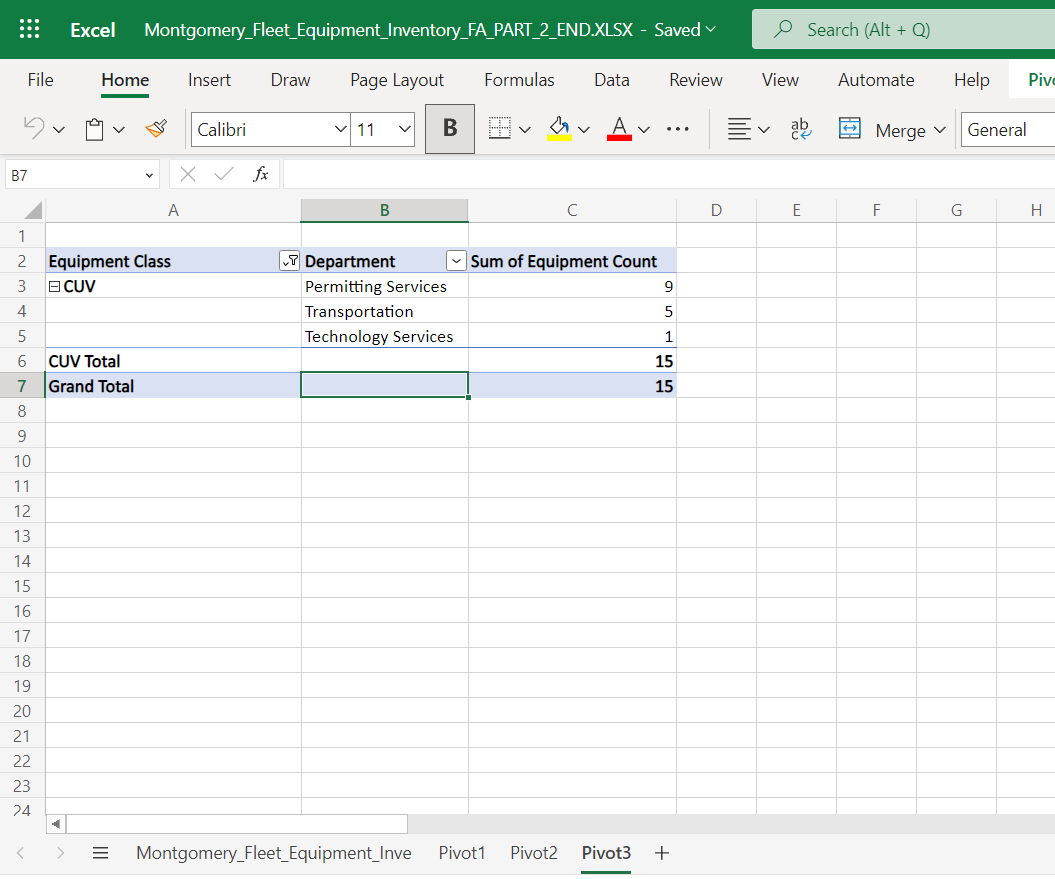 Excel Montgomery_Fleet_Equipment_Inventory_FA_PART_2_END.XLSX - Saved Search (Alt + Q)
File Home Insert Draw Page Layout Formulas Data Review View Automate Help Piv
Calibri 11 B A ab Merge General
B7 fx
A B C D E F G H
1
2 Equipment Class Department Sum of Equipment Count
3 CUV Permitting Services 9
4 Transportation 5
5 Technology Services 1
6 CUV Total 15
7 Grand Total 15
8
9
10
11
12
13
14
15
16
17
18
19
20
21
22
23
24
Montgomery_Fleet_Equipment_Inve Pivot1 Pivot2 Pivot3